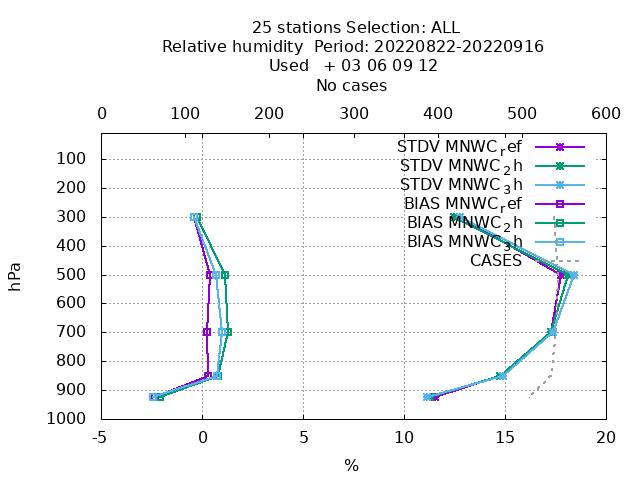 25 stations Selection: ALL
Relative humidity  Period: 20220822-20220916
Used   + 03 06 09 12
No cases
0 100 200 300 400 500 600
STDV MNWC_ref
STDV MNWC_2h
STDV MNWC_3h
BIAS MNWC_ref
BIAS MNWC_2h
BIAS MNWC_3h
CASES
hPa
100
200
300
400
500
600
700
800
900
1000
-5 0 5 10 15 20
%